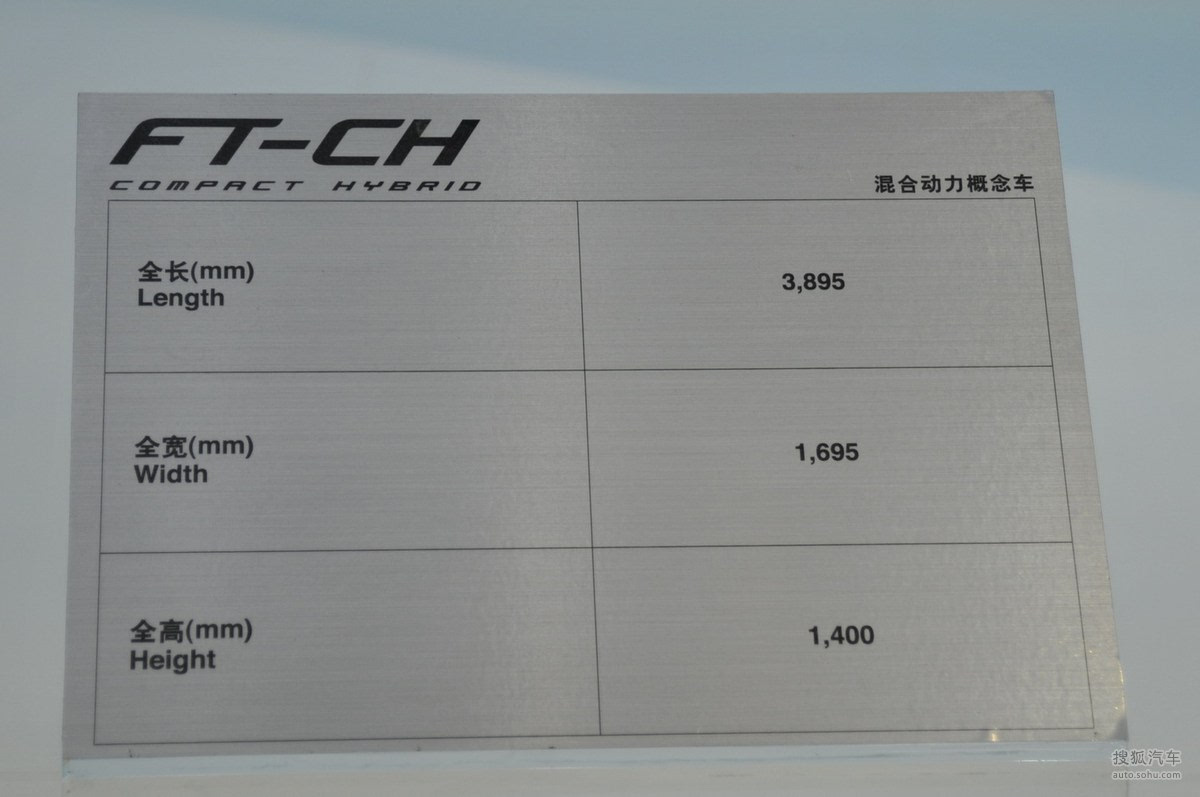 FT-CH
COMPACT HYBRID
混合动力概念车
全长(mm)
Length
3,895
全宽(mm)
Width
1,695
全高(mm)
Height
1,400
搜狐汽车
auto.sohu.com